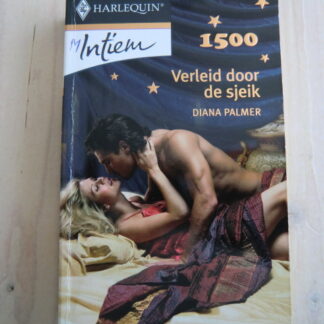 HARLEQUIN®
Intiem
1500
Verleid door
de sjeik
DIANA PALMER